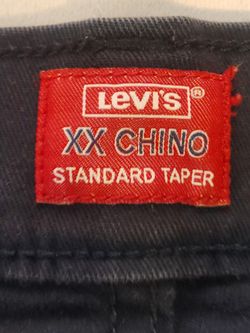 Levi's ®
XX CHINO
STANDARD TAPER